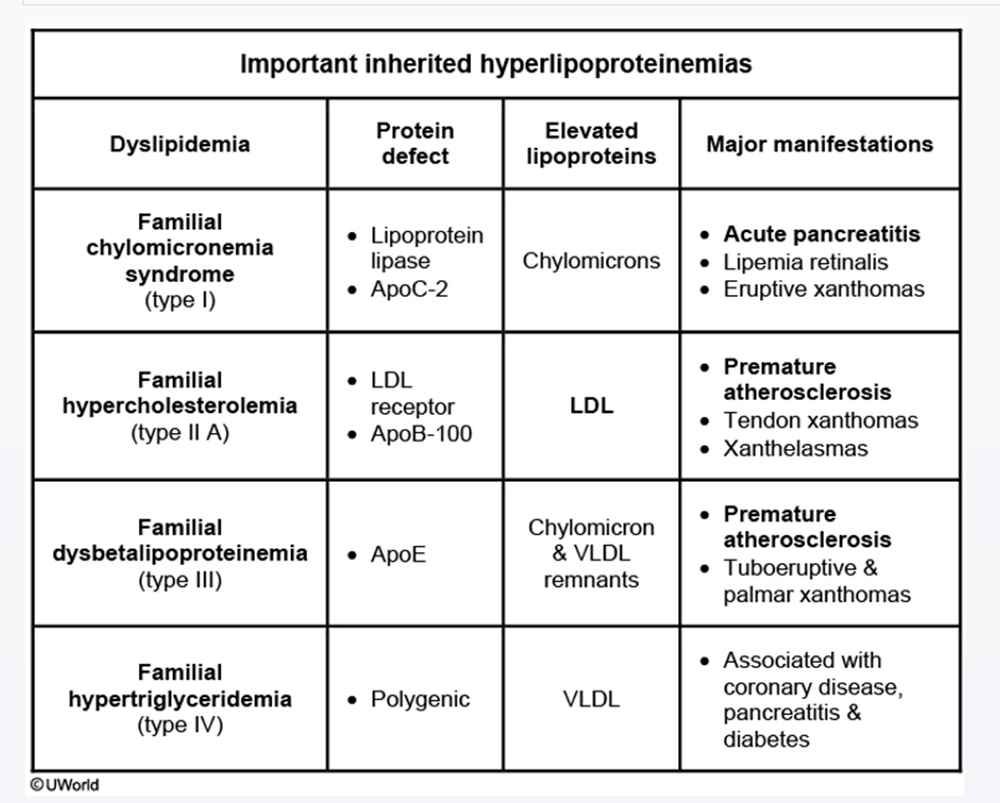 Important inherited hyperlipoproteinemias
Dyslipidemia
Protein
defect
Elevated
lipoproteins
Major manifestations
Familial
chylomicronemia
syndrome
(type I)
• Lipoprotein
lipase
• ApoC-2
Chylomicrons
• Acute pancreatitis
• Lipemia retinalis
• Eruptive xanthomas
Familial
hypercholesterolemia
(type II A)
• LDL
receptor
• ApoB-100
LDL
• Premature
atherosclerosis
• Tendon xanthomas
• Xanthelasmas
Familial
dysbetalipoproteinemia
(type III)
• ApoE
Chylomicron
& VLDL
remnants
• Premature
atherosclerosis
• Tuboeruptive &
palmar xanthomas
Familial
hypertriglyceridemia
(type IV)
• Polygenic
VLDL
• Associated with
coronary disease,
pancreatitis &
diabetes
©UWorld